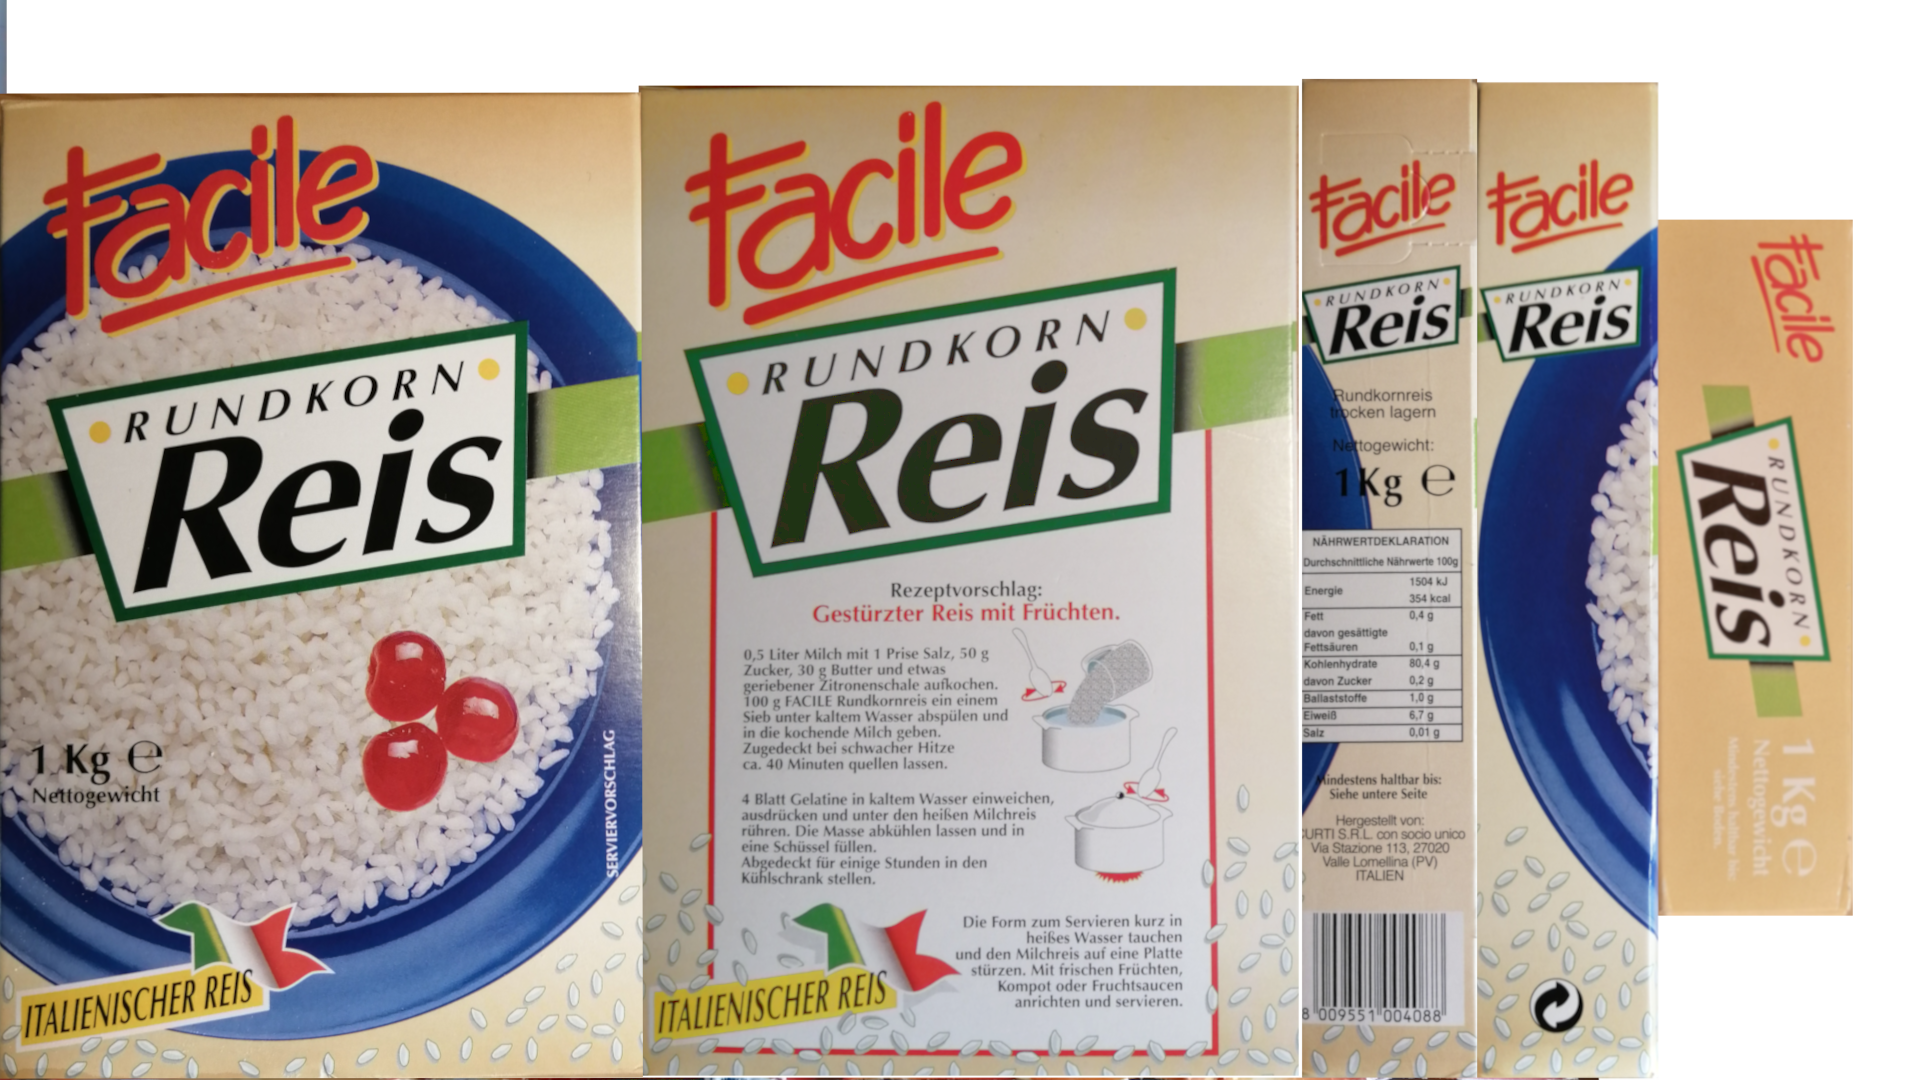 Facile
RUNDKORN
Reis
1 Kg ℮
Nettogewicht
SERVIERVORSCHLAG
ITALIENISCHER REIS
Facile
RUNDKORN
Reis
Rezeptvorschlag:
Gestürzter Reis mit Früchten.
0,5 Liter Milch mit 1 Prise Salz, 50 g
Zucker, 30 g Butter und etwas
geriebener Zitronenschale aufkochen.
100 g FACILE Rundkornreis ein einem
Sieb unter kaltem Wasser abspülen und
in die kochende Milch geben.
Zugedeckt bei schwacher Hitze
ca. 40 Minuten quellen lassen.
4 Blatt Gelatine in kaltem Wasser einweichen,
ausdrücken und unter den heißen Milchreis
rühren. Die Masse abkühlen lassen und in
eine Schüssel füllen.
Abgedeckt für einige Stunden in den
Kühlschrank stellen.
Die Form zum Servieren kurz in
heißes Wasser tauchen
und den Milchreis auf eine Platte
stürzen. Mit frischen Früchten,
Kompot oder Fruchtsaucen
anrichten und servieren.
ITALIENISCHER REIS
Facile
RUNDKORN
Reis
Rundkornreis
trocken lagern
Nettogewicht:
1 Kg ℮
NÄHRWERTDEKLARATION
Durchschnittliche Nährwerte 100g
Energie 1504 kJ
354 kcal
Fett 0,4 g
davon gesättigte
Fettsäuren 0,1 g
Kohlenhydrate 80,4 g
davon Zucker 0,2 g
Ballaststoffe 1,0 g
Eiweiß 6,7 g
Salz 0,01 g
Mindestens haltbar bis:
Siehe untere Seite
Hergestellt von:
CURTI S.R.L. con socio unico
Via Stazione 113, 27020
Valle Lomellina (PV)
ITALIEN
8 009551 004088
Facile
RUNDKORN
Reis
Facile
RUNDKORN
Reis
1 Kg ℮
Nettogewicht
Mindestens haltbar bis:
siehe Boden.